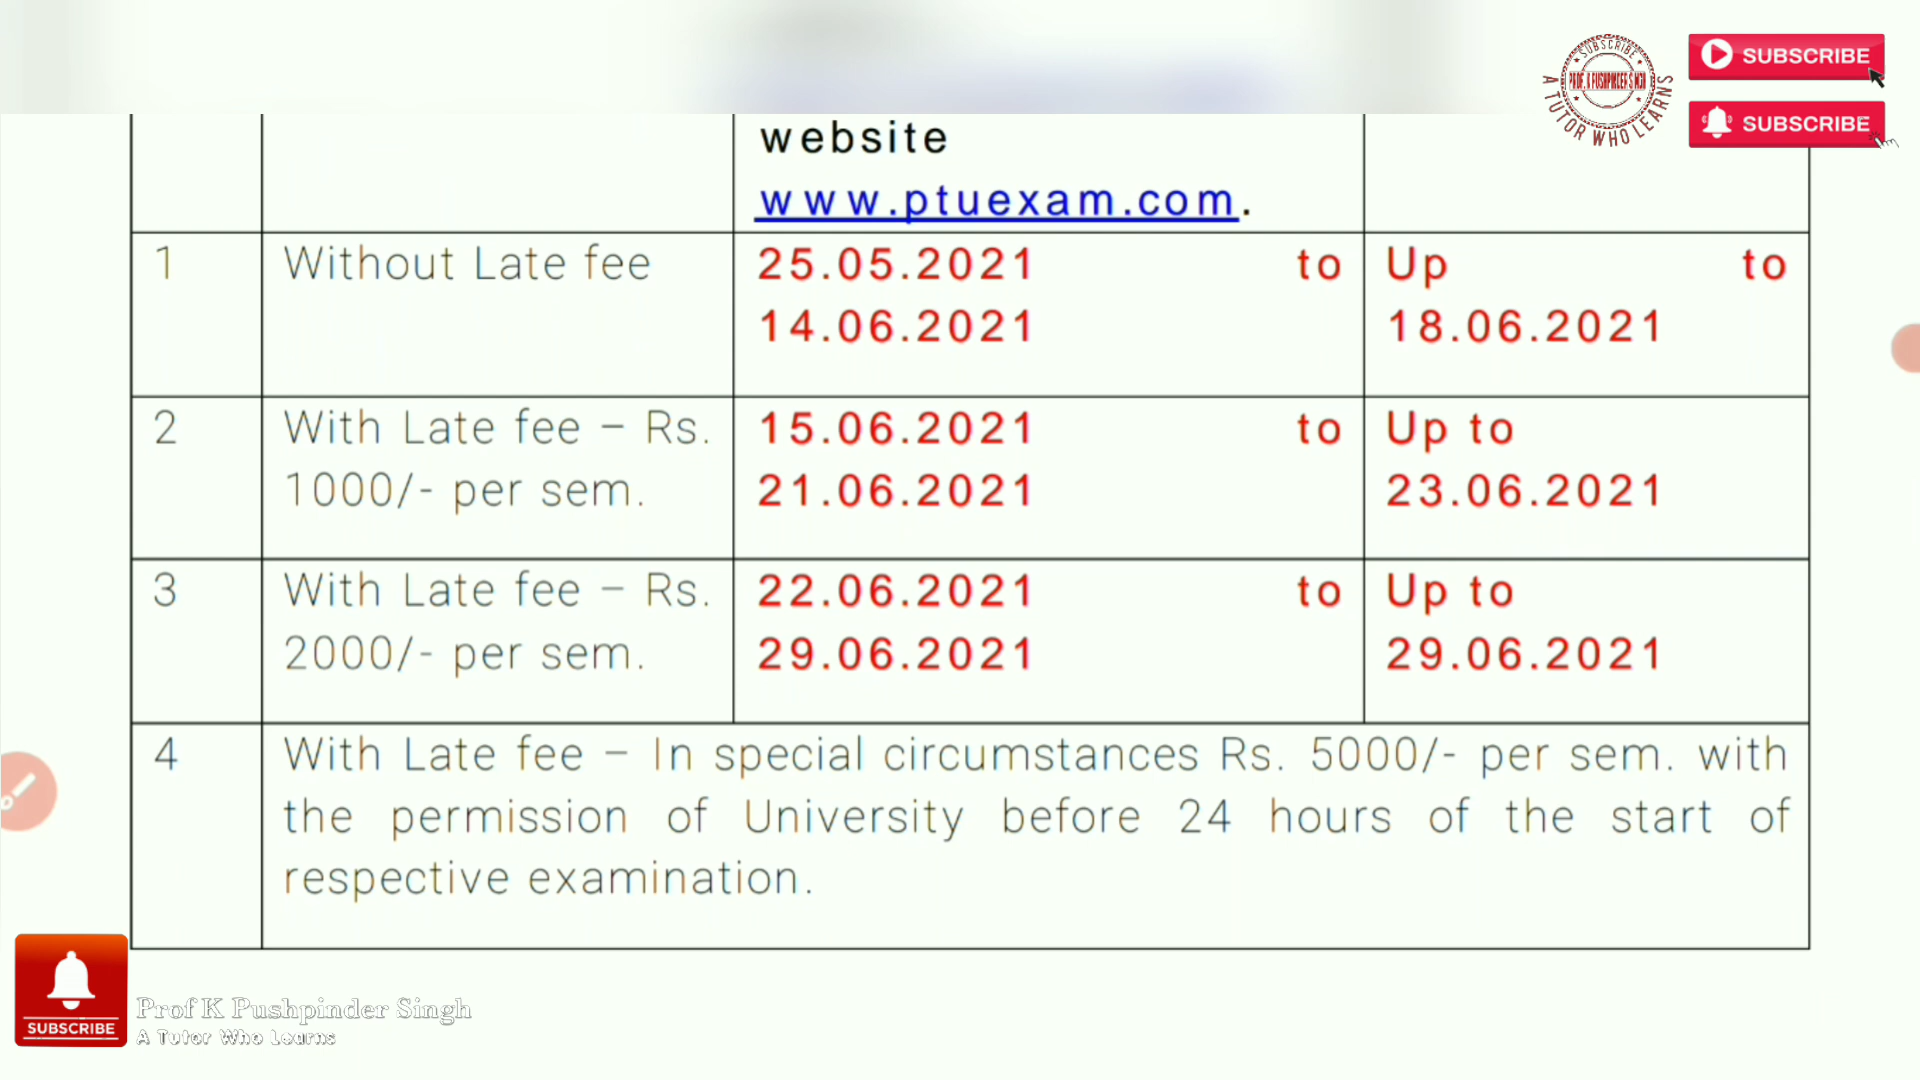 SUBSCRIBE
PROF. K PUSHPINDER SINGH
A TUTOR WHO LEARNS
SUBSCRIBE
SUBSCRIBE
website
www.ptuexam.com.
1 Without Late fee 25.05.2021 to Up to
14.06.2021 18.06.2021
2 With Late fee – Rs. 15.06.2021 to Up to
1000/- per sem. 21.06.2021 23.06.2021
3 With Late fee – Rs. 22.06.2021 to Up to
2000/- per sem. 29.06.2021 29.06.2021
4 With Late fee – In special circumstances Rs. 5000/- per sem. with
the permission of University before 24 hours of the start of
respective examination.
SUBSCRIBE
Prof K Pushpinder Singh
A Tutor Who Learns